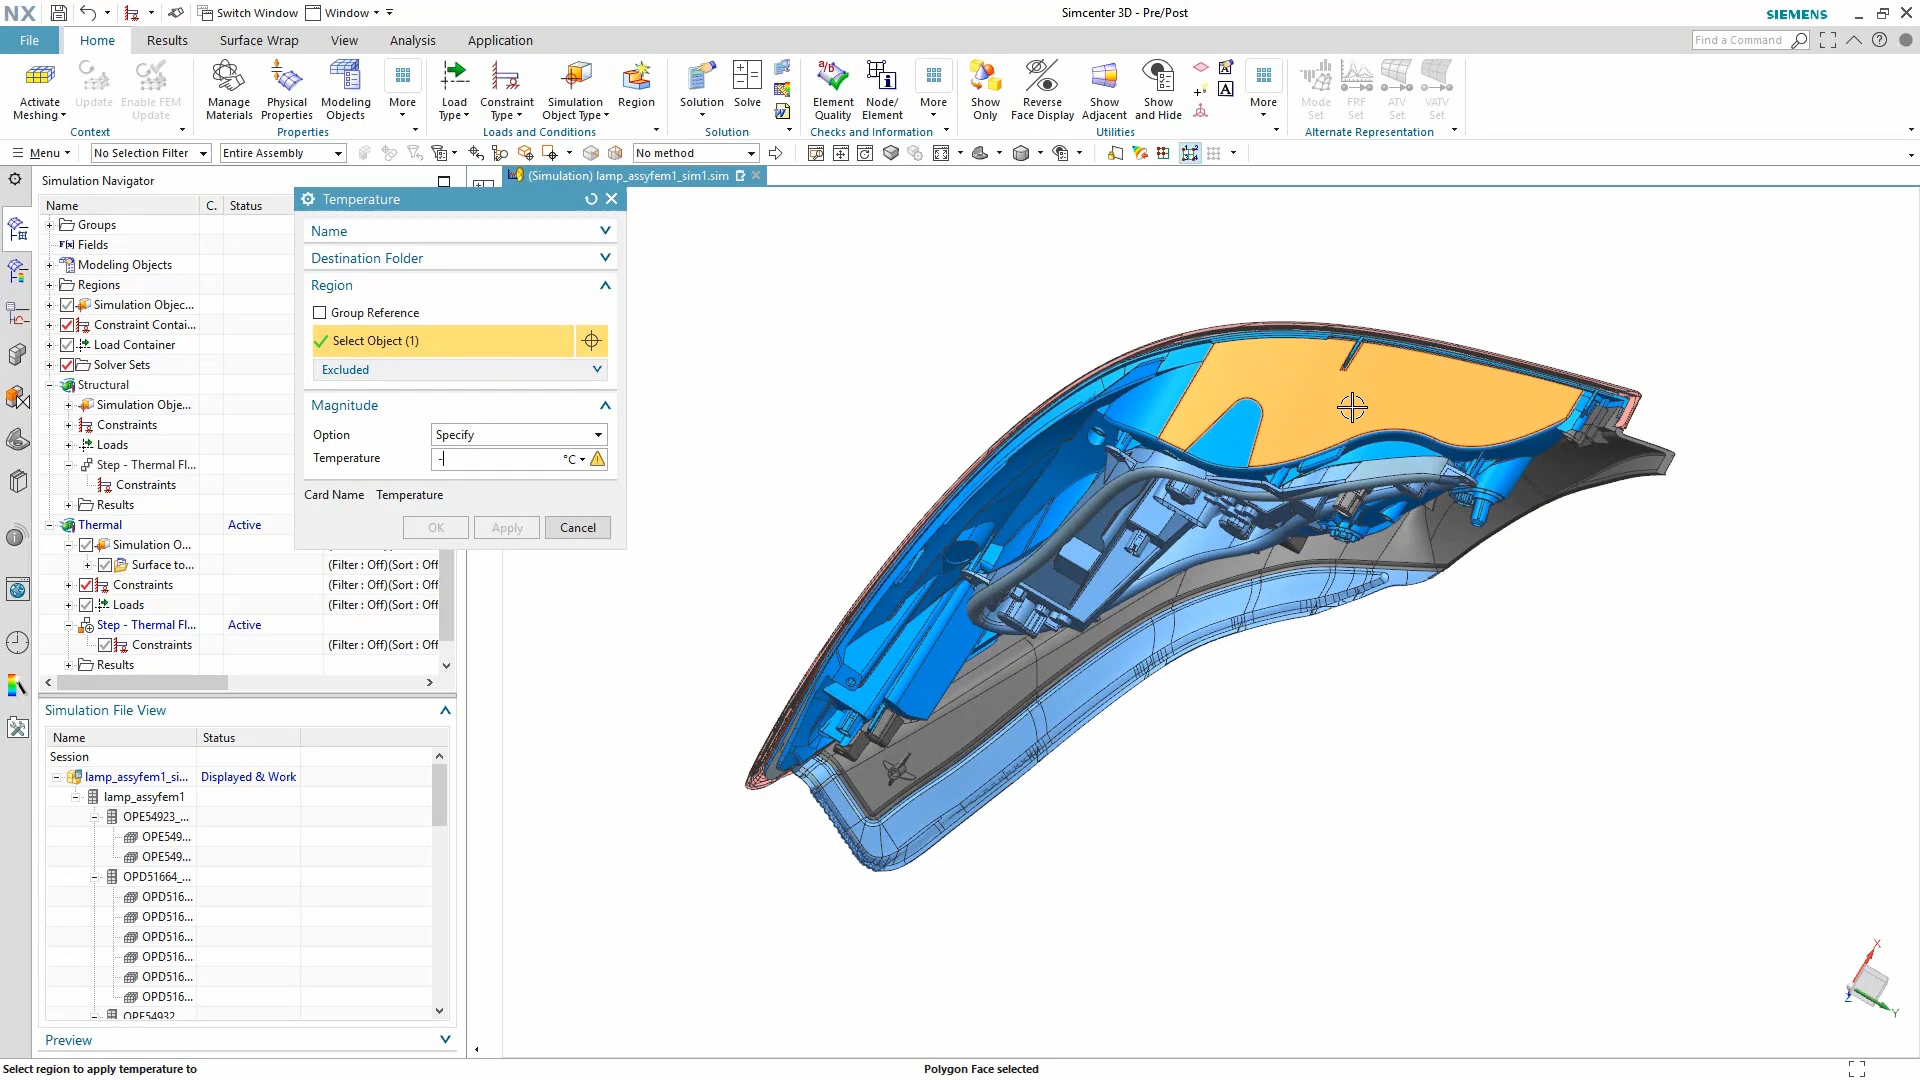 NX Switch Window Window Simcenter 3D - Pre/Post SIEMENS
File Home Results Surface Wrap View Analysis Application Find a Command
Activate Meshing Update Enable FEM Update Manage Materials Physical Properties Modeling Objects More Load Type Constraint Type Simulation Object Type Region Solution Solve Element Quality Node/ Element More Show Only Reverse Face Display Show Adjacent Show and Hide More Mode Set FRF Set ATV Set VATV Set
Context Properties Loads and Conditions Solution Checks and Information Utilities Alternate Representation
Menu No Selection Filter Entire Assembly No method
Simulation Navigator
(Simulation) lamp_assyfem1_sim1.sim
Name C. Status
Groups
Fields
Modeling Objects
Regions
Simulation Objec...
Constraint Contai...
Load Container
Solver Sets
Structural
Simulation Obje...
Constraints
Loads
Step - Thermal Fl...
Constraints
Results
Thermal Active
Simulation O...
Surface to... (Filter : Off)(Sort : Off
Constraints (Filter : Off)(Sort : Off
Loads (Filter : Off)(Sort : Off
Step - Thermal Fl... Active
Constraints (Filter : Off)(Sort : Off
Results
Temperature
Name
Destination Folder
Region
Group Reference
Select Object (1)
Excluded
Magnitude
Option Specify
Temperature - °C
Card Name Temperature
OK Apply Cancel
Simulation File View
Name Status
Session
lamp_assyfem1_si... Displayed & Work
lamp_assyfem1
OPE54923_...
OPE549...
OPE549...
OPD51664_...
OPD516...
OPD516...
OPD516...
OPD516...
OPD516...
OPD516...
OPE54932
Preview
X
Z
Y
Select region to apply temperature to Polygon Face selected